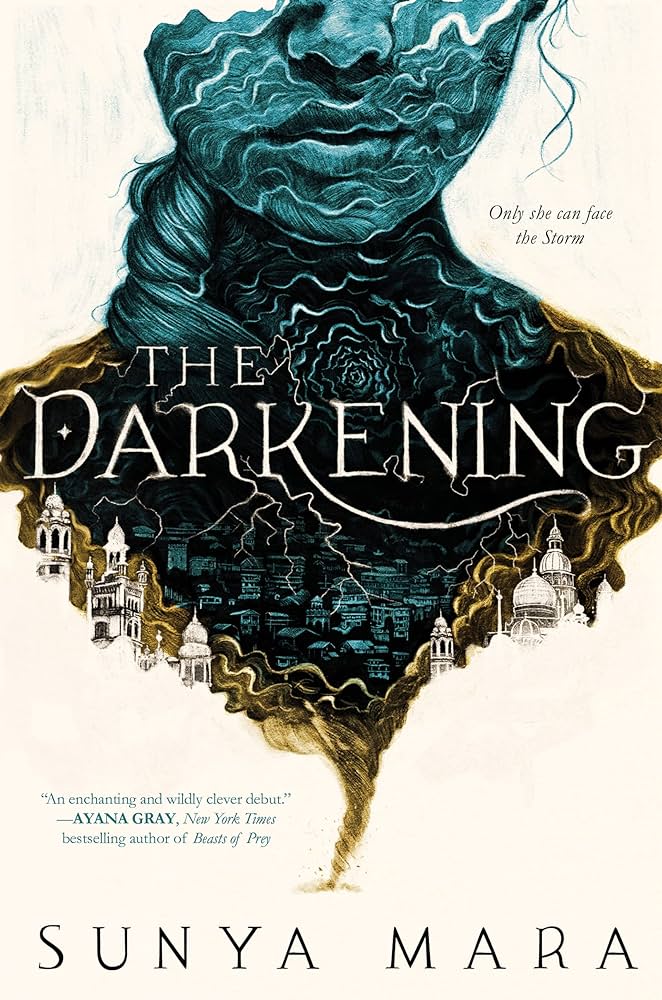 Only she can face
the Storm
THE
DARKENING
“An enchanting and wildly clever debut.”
—AYANA GRAY, New York Times
bestselling author of Beasts of Prey
SUNYA MARA